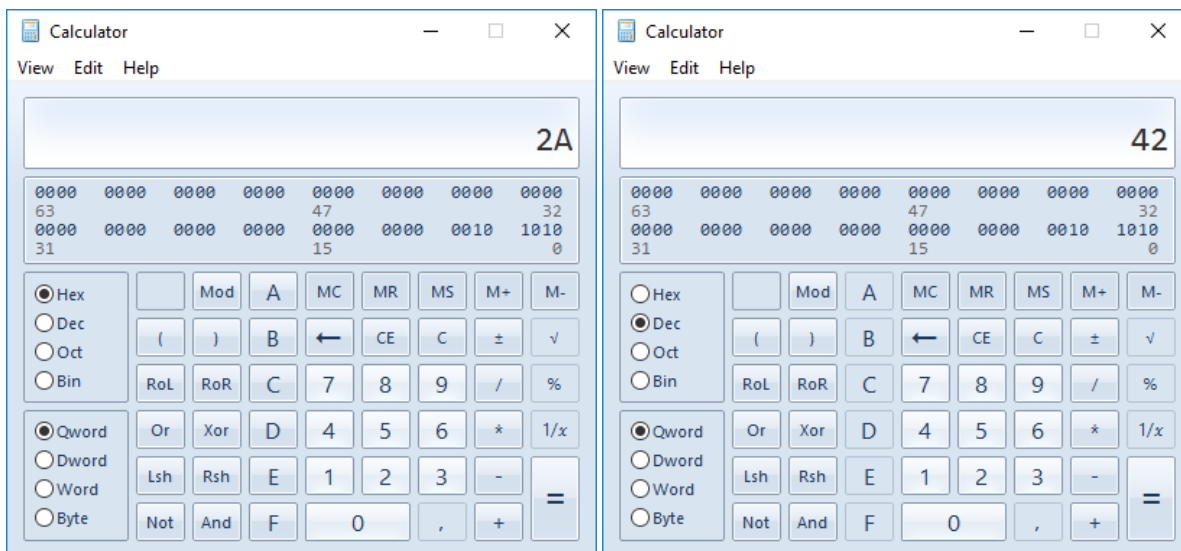 Calculator
View Edit Help
2A
0000 0000 0000 0000 0000 0000 0000 0000
63 47 32
0000 0000 0000 0000 0000 0000 0010 1010
31 15 0
Hex
Dec
Oct
Bin
Qword
Dword
Word
Byte
Mod A MC MR MS M+ M-
( ) B ← CE C ± √
RoL RoR C 7 8 9 / %
Or Xor D 4 5 6 * 1/x
Lsh Rsh E 1 2 3 - =
Not And F 0 , +
Calculator
View Edit Help
42
0000 0000 0000 0000 0000 0000 0000 0000
63 47 32
0000 0000 0000 0000 0000 0000 0010 1010
31 15 0
Hex
Dec
Oct
Bin
Qword
Dword
Word
Byte
Mod A MC MR MS M+ M-
( ) B ← CE C ± √
RoL RoR C 7 8 9 / %
Or Xor D 4 5 6 * 1/x
Lsh Rsh E 1 2 3 - =
Not And F 0 , +